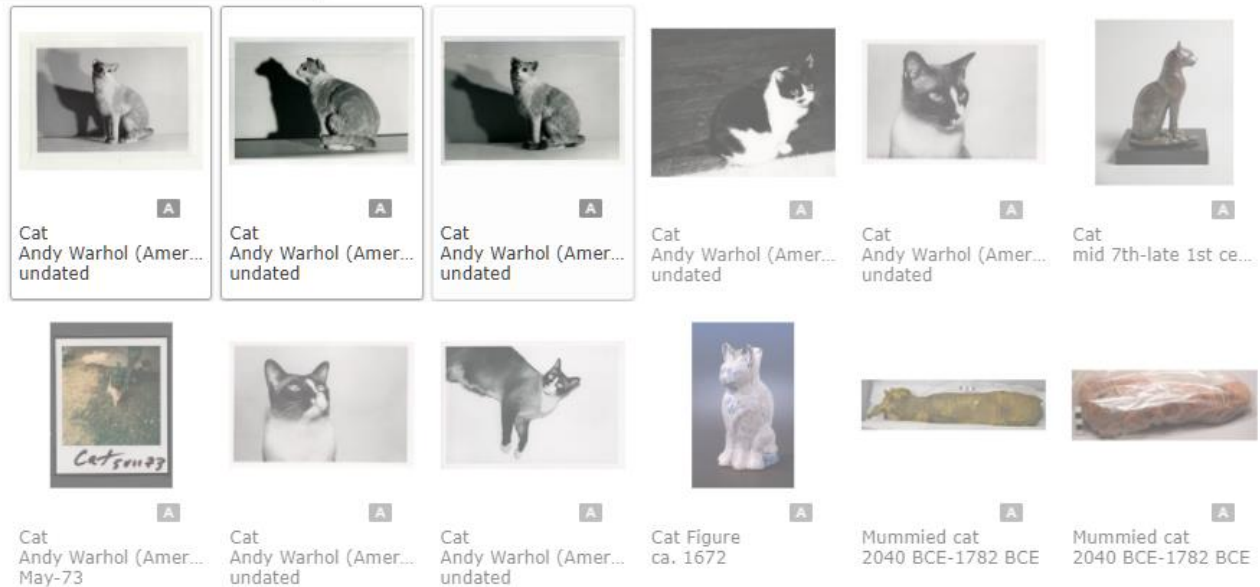 A
A
A
A
A
A
Cat
Andy Warhol (Amer...
undated
Cat
Andy Warhol (Amer...
undated
Cat
Andy Warhol (Amer...
undated
Cat
Andy Warhol (Amer...
undated
Cat
Andy Warhol (Amer...
undated
Cat
mid 7th-late 1st ce...
Cat
A
A
A
A
A
A
Cat
Andy Warhol (Amer...
May-73
Cat
Andy Warhol (Amer...
undated
Cat
Andy Warhol (Amer...
undated
Cat Figure
ca. 1672
Mummied cat
2040 BCE-1782 BCE
Mummied cat
2040 BCE-1782 BCE